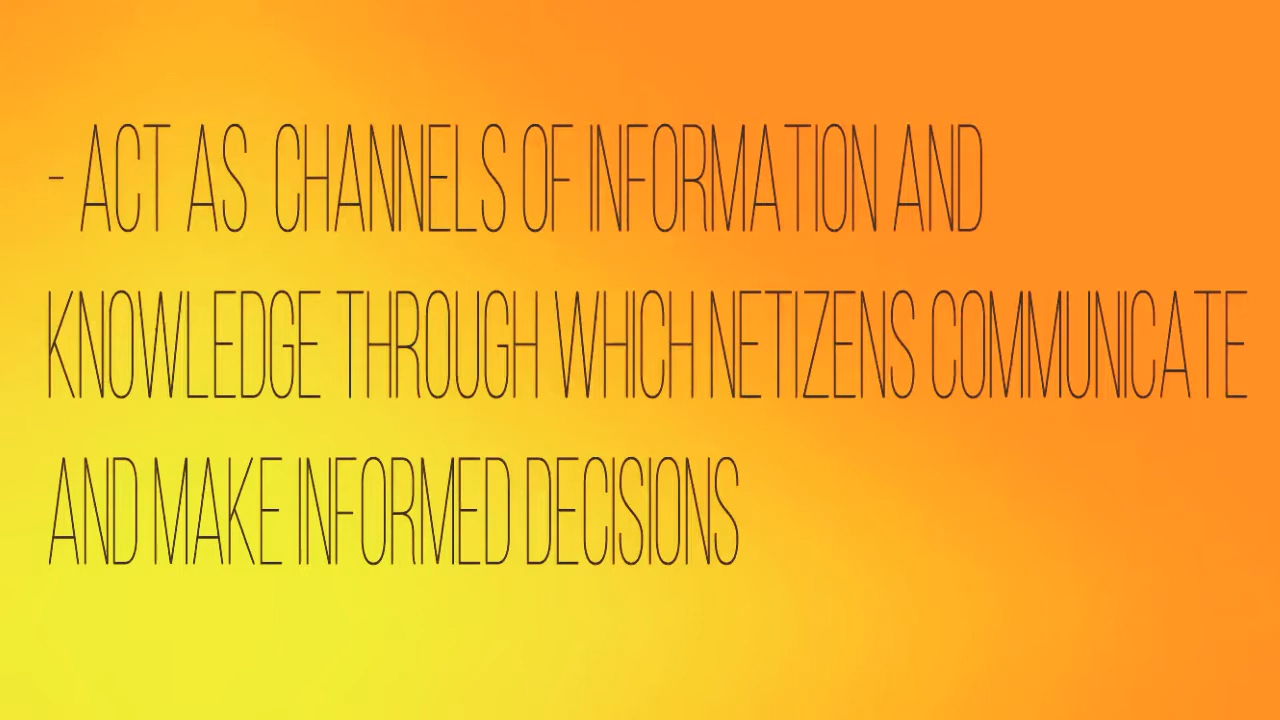 - ACT AS CHANNELS OF INFORMATION AND
KNOWLEDGE THROUGH WHICH NETIZENS COMMUNICATE
AND MAKE INFORMED DECISIONS